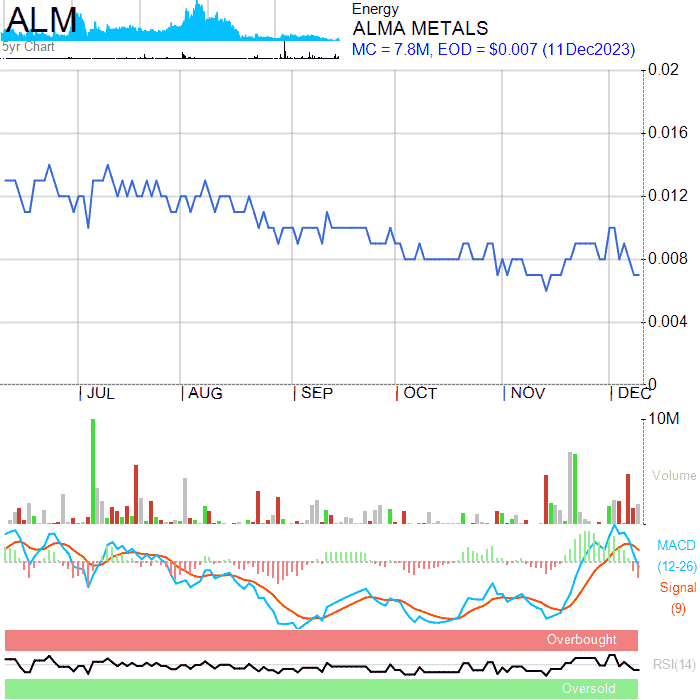 ALM
5yr Chart
Energy
ALMA METALS
MC = 7.8M, EOD = $0.007 (11Dec2023)
0.02
0.016
0.012
0.008
0.004
0
JUL AUG SEP OCT NOV DEC
10M
Volume
MACD
(12-26)
Signal
(9)
Overbought
RSI(14)
Oversold